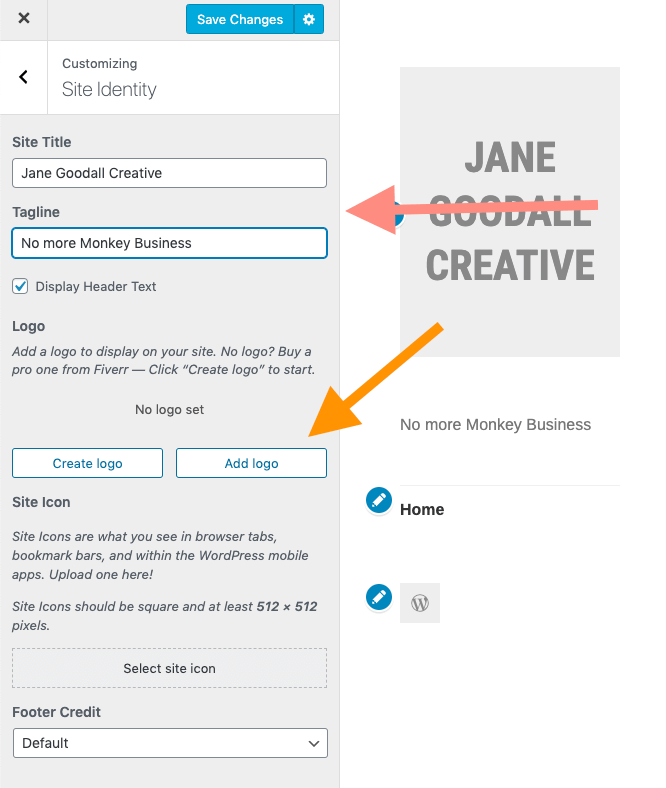 Save Changes
Customizing
Site Identity
Site Title
Jane Goodall Creative
Tagline
No more Monkey Business
Display Header Text
Logo
Add a logo to display on your site. No logo? Buy a
pro one from Fiverr — Click “Create logo” to start.
No logo set
Create logo
Add logo
Site Icon
Site Icons are what you see in browser tabs,
bookmark bars, and within the WordPress mobile
apps. Upload one here!
Site Icons should be square and at least 512 × 512
pixels.
Select site icon
Footer Credit
Default
JANE
GOODALL
CREATIVE
No more Monkey Business
Home